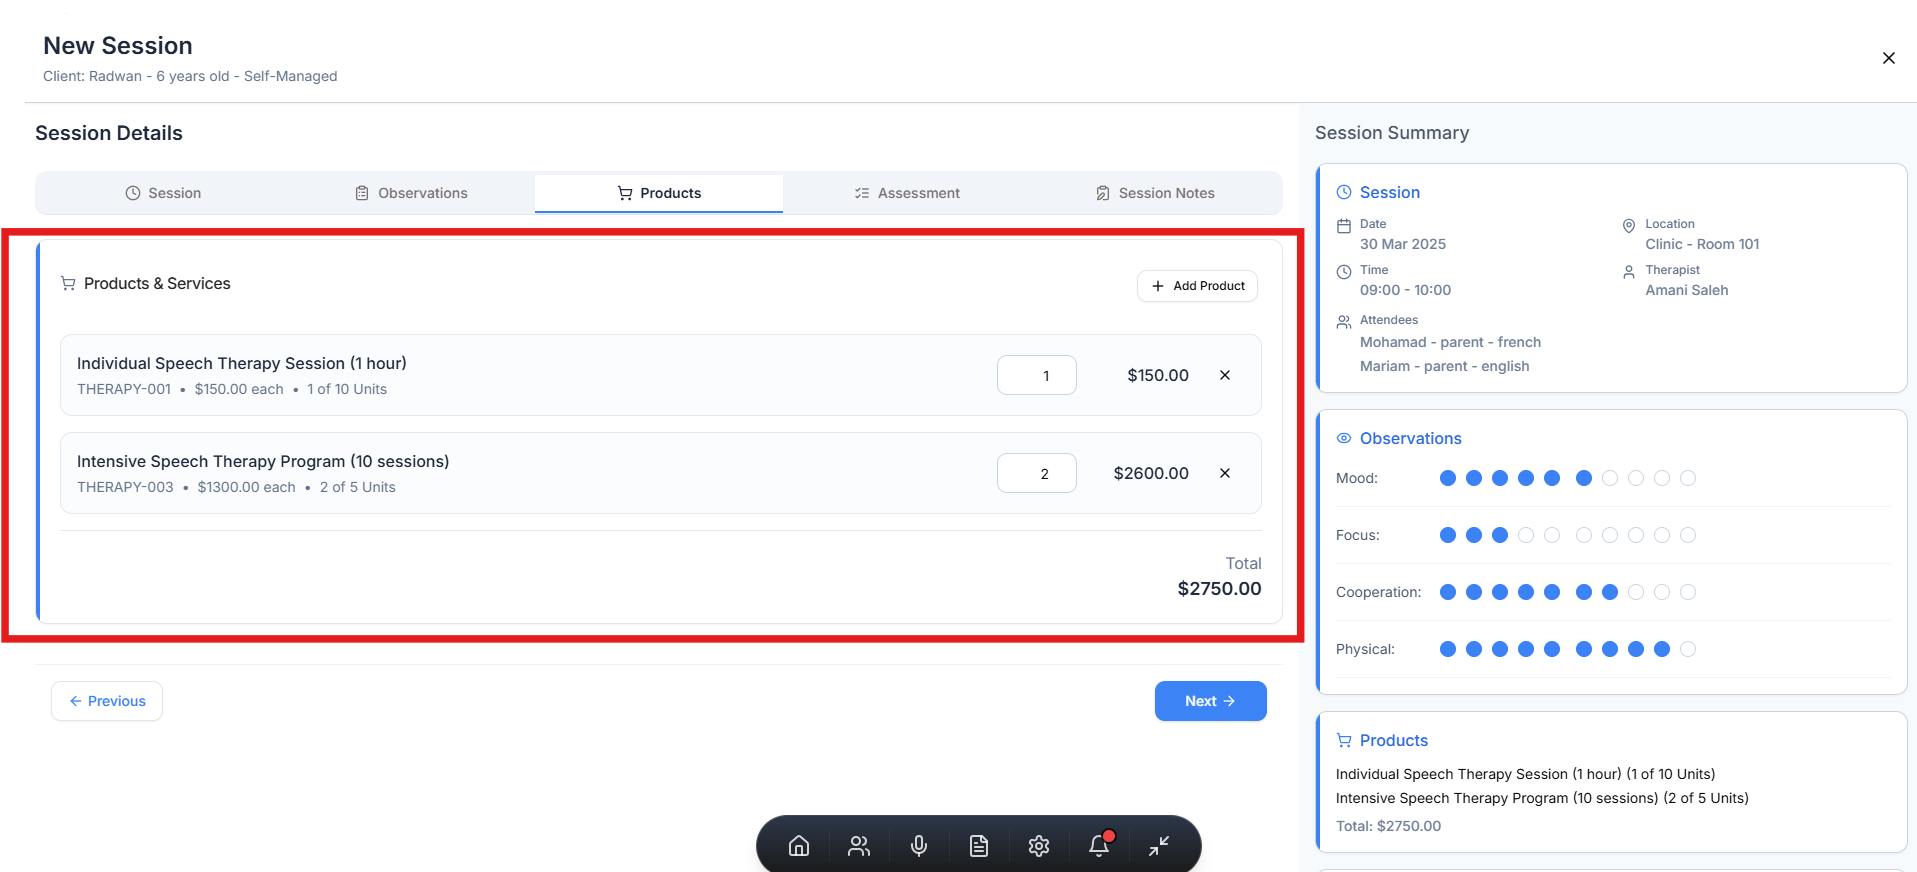 New Session
Client: Radwan - 6 years old - Self-Managed
Session Details
Session
Observations
Products
Assessment
Session Notes
Products & Services
Add Product
Individual Speech Therapy Session (1 hour)
THERAPY-001 • $150.00 each • 1 of 10 Units
1
$150.00
Intensive Speech Therapy Program (10 sessions)
THERAPY-003 • $1300.00 each • 2 of 5 Units
2
$2600.00
Total
$2750.00
Previous
Next
Session Summary
Session
Date
30 Mar 2025
Location
Clinic - Room 101
Time
09:00 - 10:00
Therapist
Amani Saleh
Attendees
Mohamad - parent - french
Mariam - parent - english
Observations
Mood:
Focus:
Cooperation:
Physical:
Products
Individual Speech Therapy Session (1 hour) (1 of 10 Units)
Intensive Speech Therapy Program (10 sessions) (2 of 5 Units)
Total: $2750.00